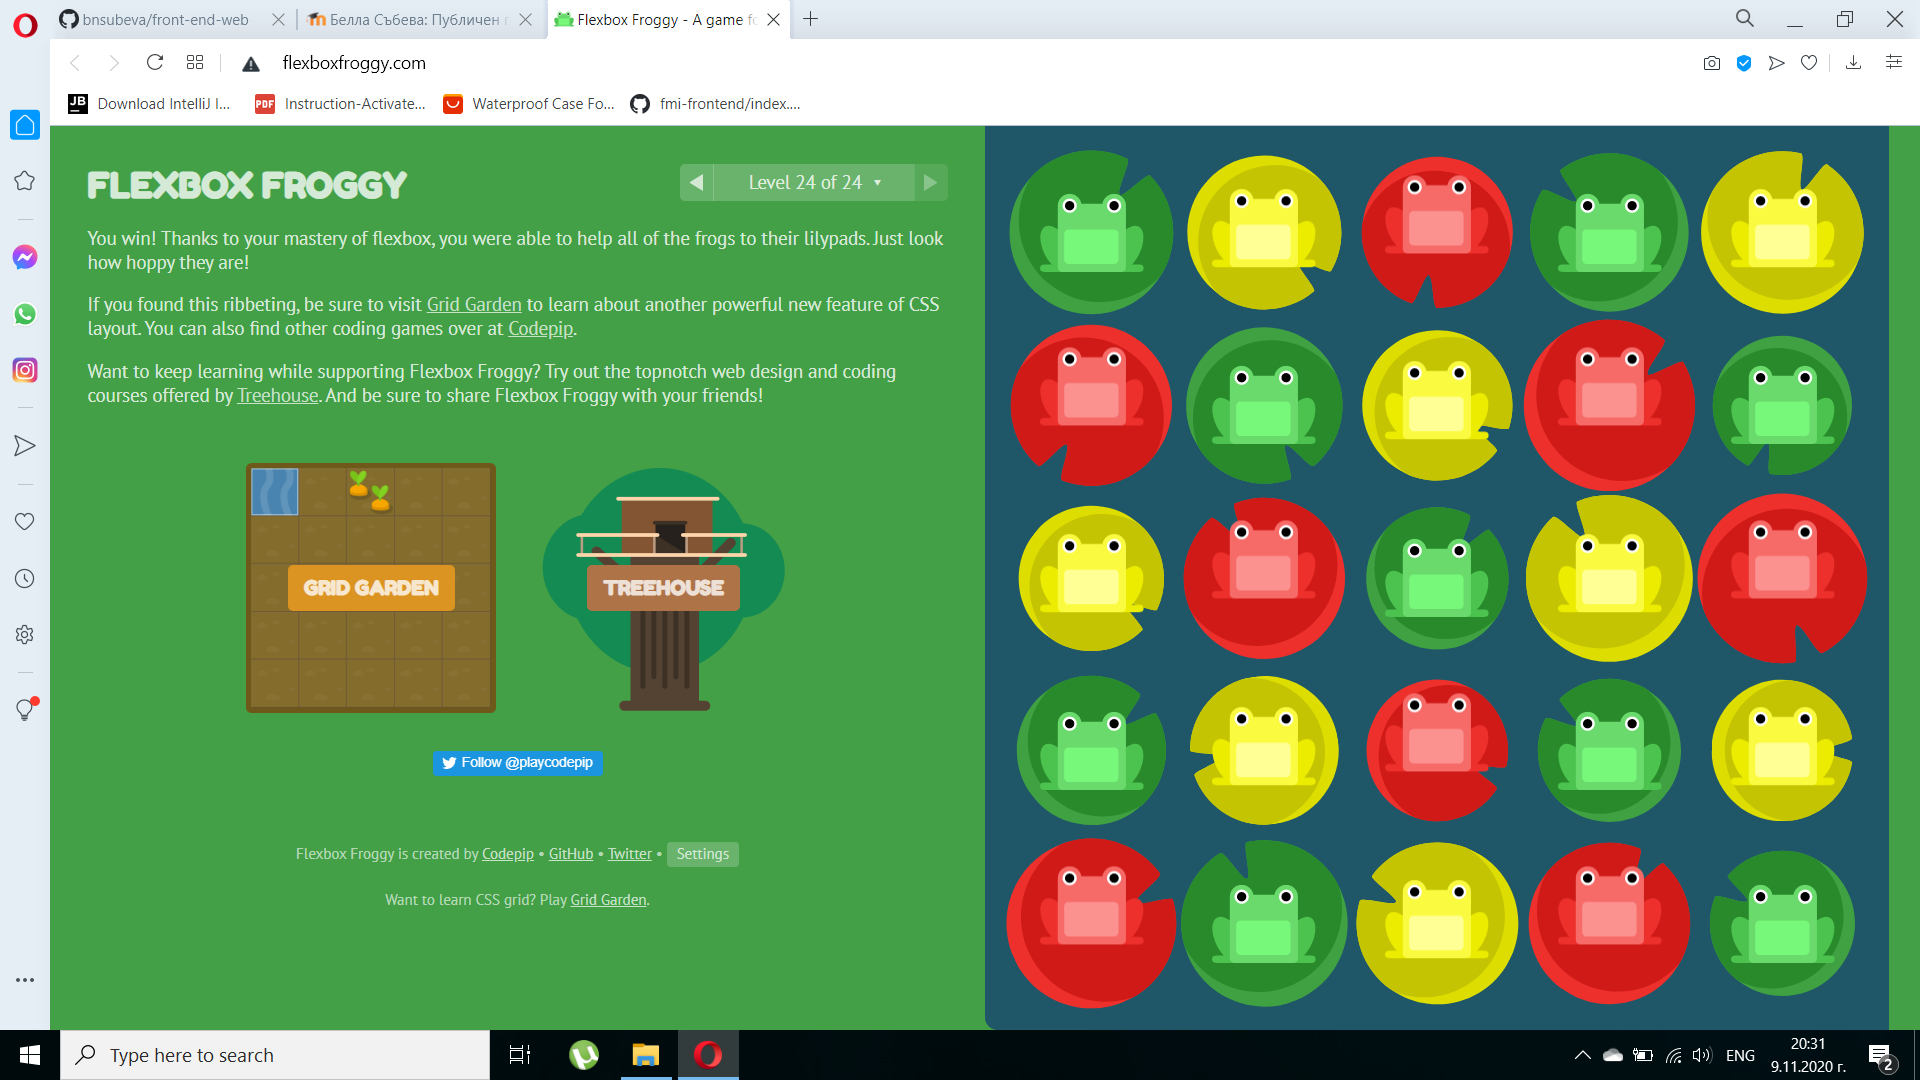 bnsubeva/front-end-web
Белла Събева: Публичен п
Flexbox Froggy - A game fo
flexboxfroggy.com
JB
Download IntelliJ I...
PDF
Instruction-Activate...
Waterproof Case Fo...
fmi-frontend/index....
FLEXBOX FROGGY
Level 24 of 24
You win! Thanks to your mastery of flexbox, you were able to help all of the frogs to their lilypads. Just look
how hoppy they are!
If you found this ribbeting, be sure to visit Grid Garden to learn about another powerful new feature of CSS
layout. You can also find other coding games over at Codepip.
Want to keep learning while supporting Flexbox Froggy? Try out the topnotch web design and coding
courses offered by Treehouse. And be sure to share Flexbox Froggy with your friends!
GRID GARDEN
TREEHOUSE
Follow @playcodepip
Flexbox Froggy is created by Codepip • GitHub • Twitter • Settings
Want to learn CSS grid? Play Grid Garden.
Type here to search
ENG
20:31
9.11.2020 г.
2